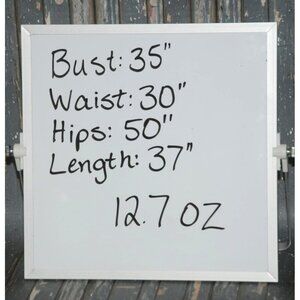 Bust: 35"
Waist: 30"
Hips: 50"
Length: 37"
12.7 OZ